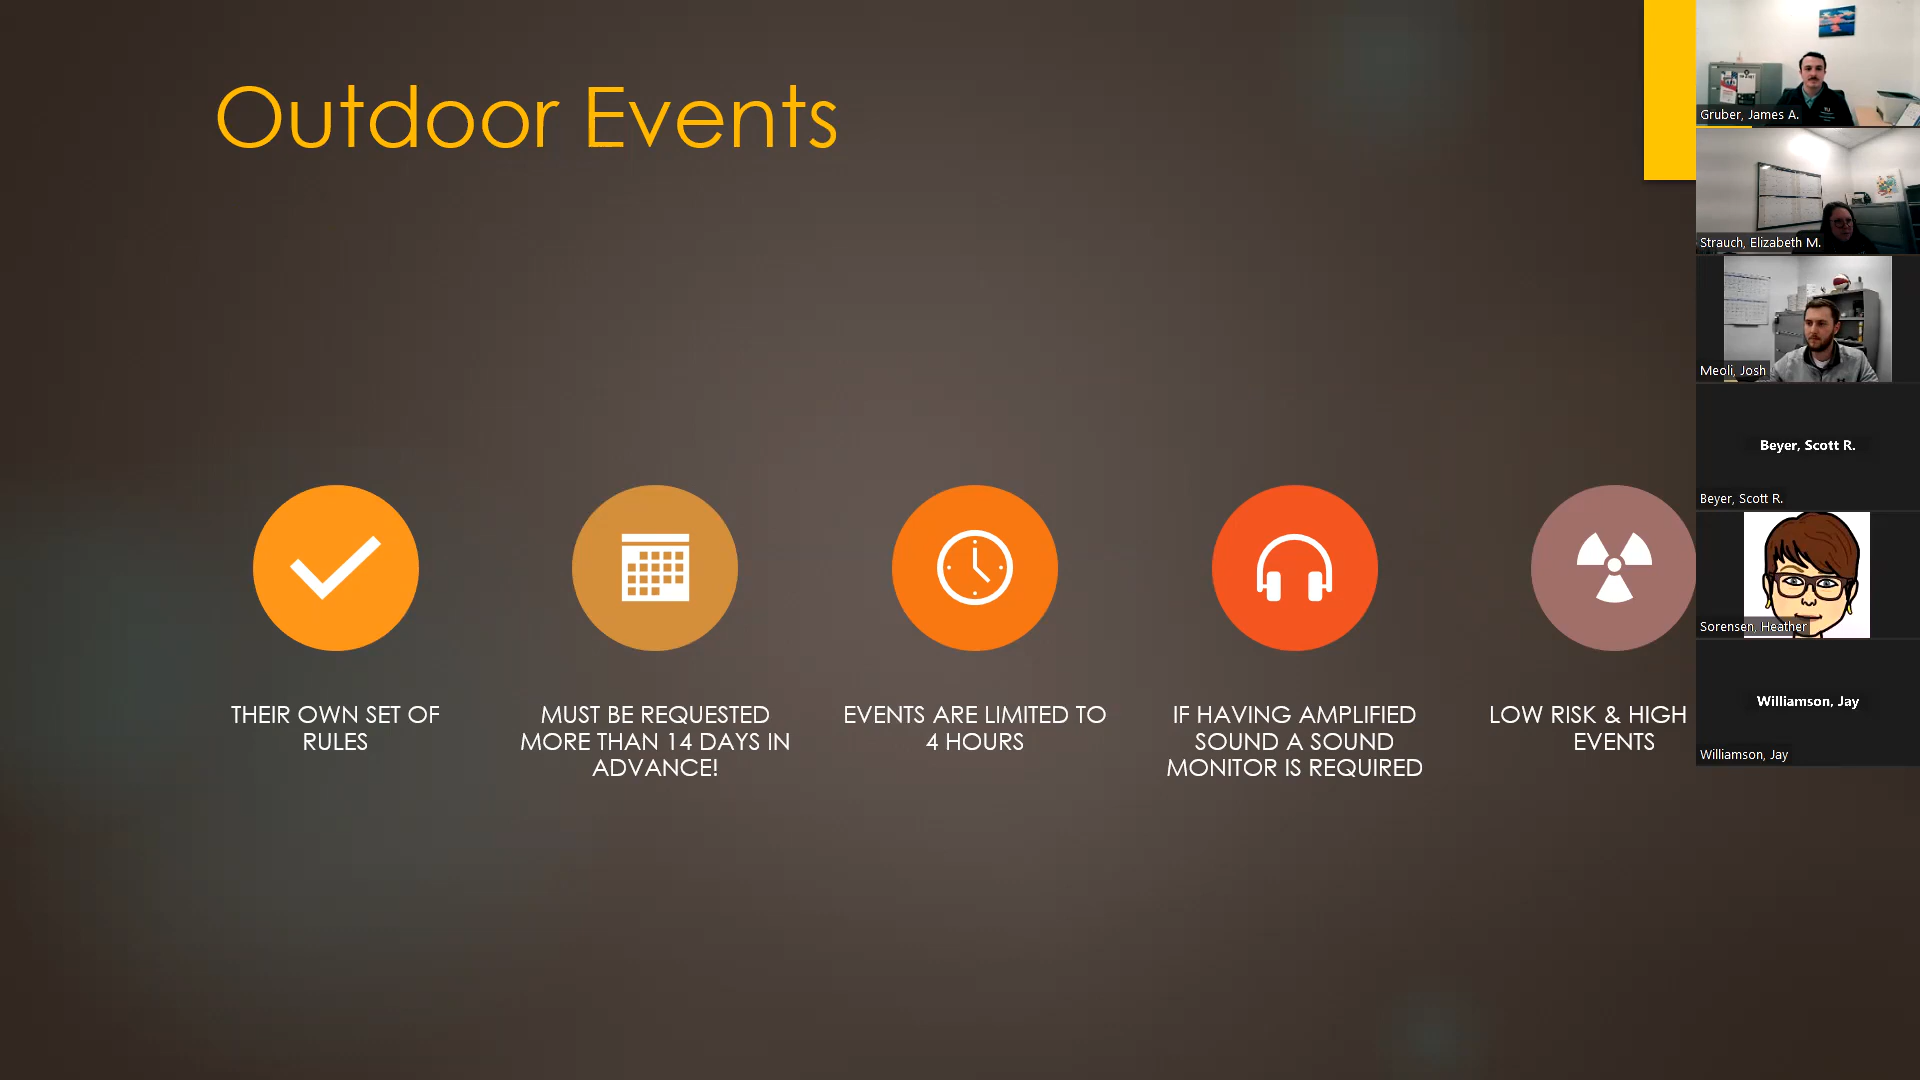 Outdoor Events
THEIR OWN SET OF
RULES
MUST BE REQUESTED
MORE THAN 14 DAYS IN
ADVANCE!
EVENTS ARE LIMITED TO
4 HOURS
IF HAVING AMPLIFIED
SOUND A SOUND
MONITOR IS REQUIRED
LOW RISK & HIGH
EVENTS
Gruber, James A.
Strauch, Elizabeth M.
Meoli, Josh
Beyer, Scott R.
Beyer, Scott R.
Sorensen, Heather
Williamson, Jay
Williamson, Jay